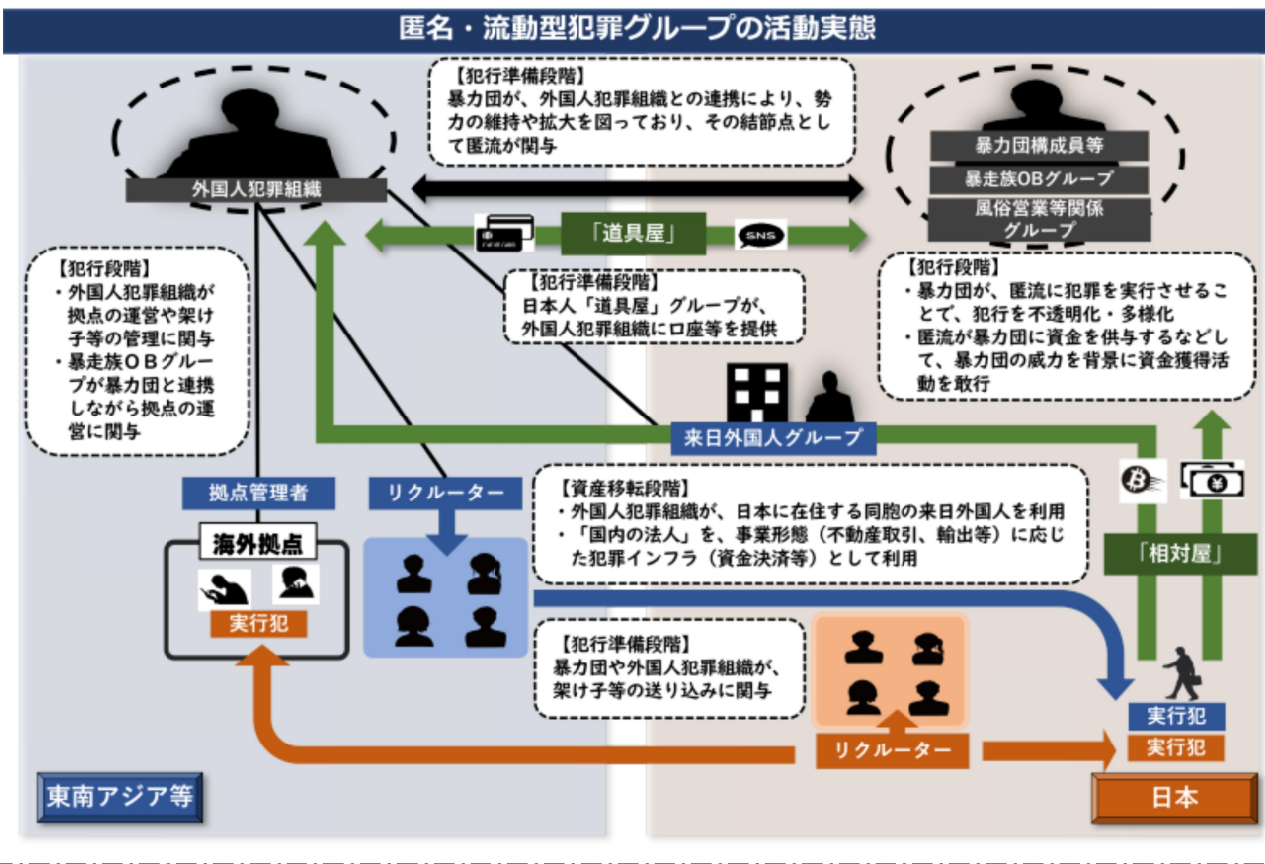 匿名・流動型犯罪グループの活動実態
【犯行準備段階】
暴力団が、外国人犯罪組織との連携により、勢
力の維持や拡大を図っており、その結節点とし
て匿流が関与
外国人犯罪組織
暴力団構成員等
暴走族OBグループ
風俗営業等関係
グループ
「道具屋」
SNS
【犯行段階】
・外国人犯罪組織が
拠点の運営や架け
子等の管理に関与
・暴走族OBグルー
プが暴力団と連携
しながら拠点の運
営に関与
【犯行準備段階】
日本人「道具屋」グループが、
外国人犯罪組織に口座等を提供
【犯行段階】
・暴力団が、匿流に犯罪を実行させるこ
とで、犯行を不透明化・多様化
・匿流が暴力団に資金を供与するなどし
て、暴力団の威力を背景に資金獲得活
動を敢行
来日外国人グループ
拠点管理者
リクルーター
海外拠点
実行犯
【資産移転段階】
・外国人犯罪組織が、日本に在住する同胞の来日外国人を利用
・「国内の法人」を、事業形態（不動産取引、輸出等）に応じ
た犯罪インフラ（資金決済等）として利用
「相対屋」
【犯行準備段階】
暴力団や外国人犯罪組織が、
架け子等の送り込みに関与
リクルーター
実行犯
実行犯
東南アジア等
日本